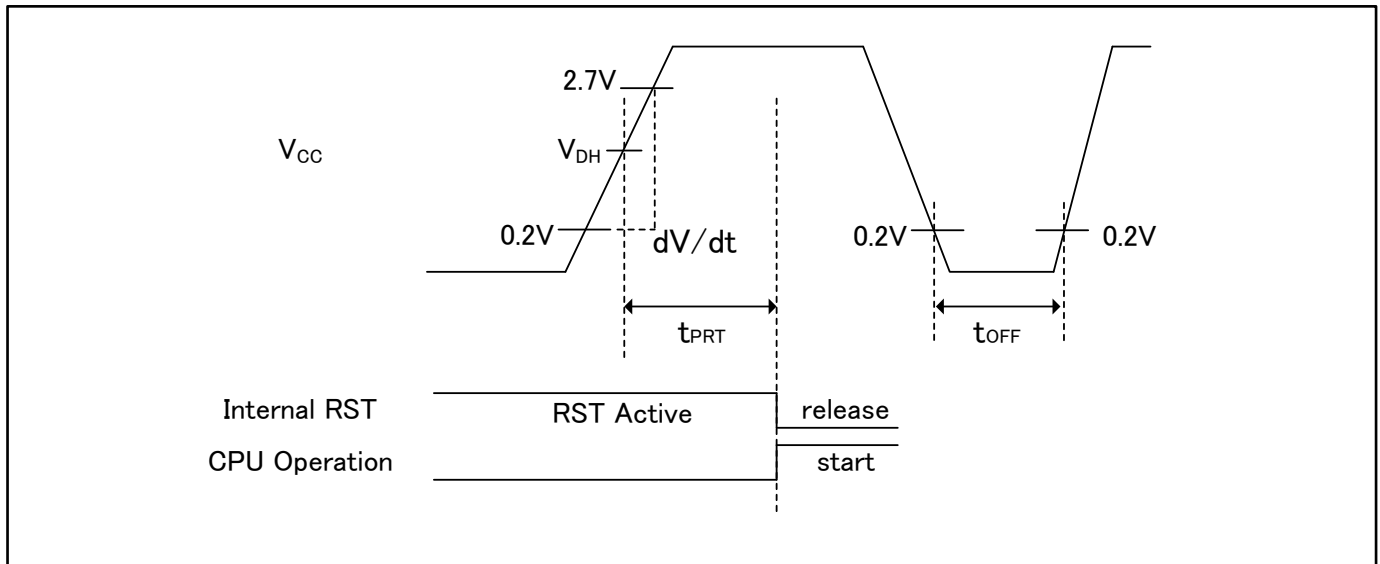 2.7V
VCC
VDH
0.2V
dV/dt
0.2V
0.2V
tPRT
tOFF
Internal RST
RST Active
release
CPU Operation
start